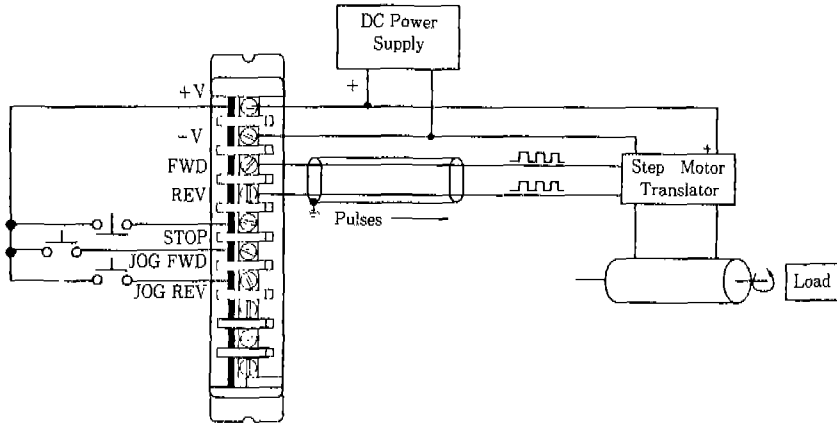 DC Power
Supply
+
+V
−V
FWD
REV
STOP
JOG FWD
JOG REV
Pulses
+
Step Motor
Translator
Load